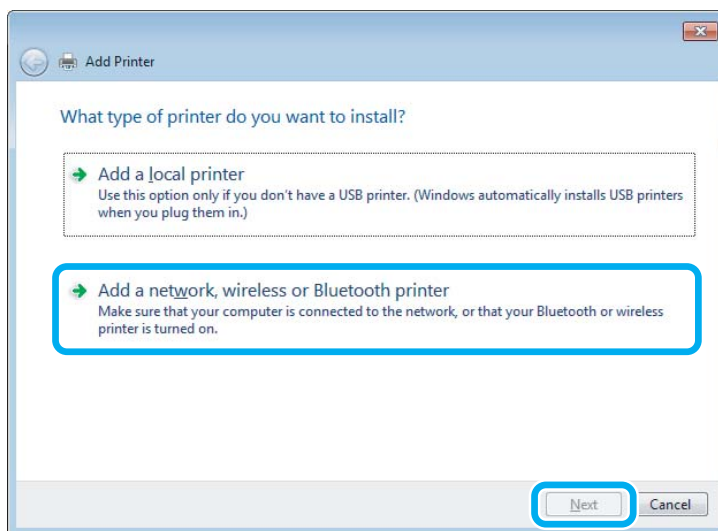 Add Printer
What type of printer do you want to install?
Add a local printer
Use this option only if you don't have a USB printer. (Windows automatically installs USB printers
when you plug them in.)
Add a network, wireless or Bluetooth printer
Make sure that your computer is connected to the network, or that your Bluetooth or wireless
printer is turned on.
Next Cancel